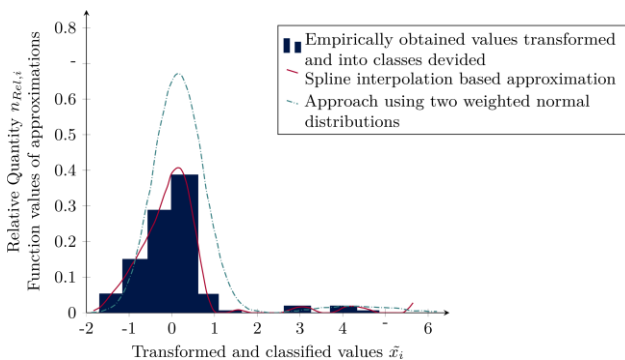 0.8
-
0.6
0.5
0.4
0.3
0.2
0.1
0
-2 -1 0 1 2 3 4 - 6
Relative Quantity n_{Rel,i}
Function values of approximations
Transformed and classified values x̃_i
Empirically obtained values transformed
and into classes devided
Spline interpolation based approximation
Approach using two weighted normal
distributions